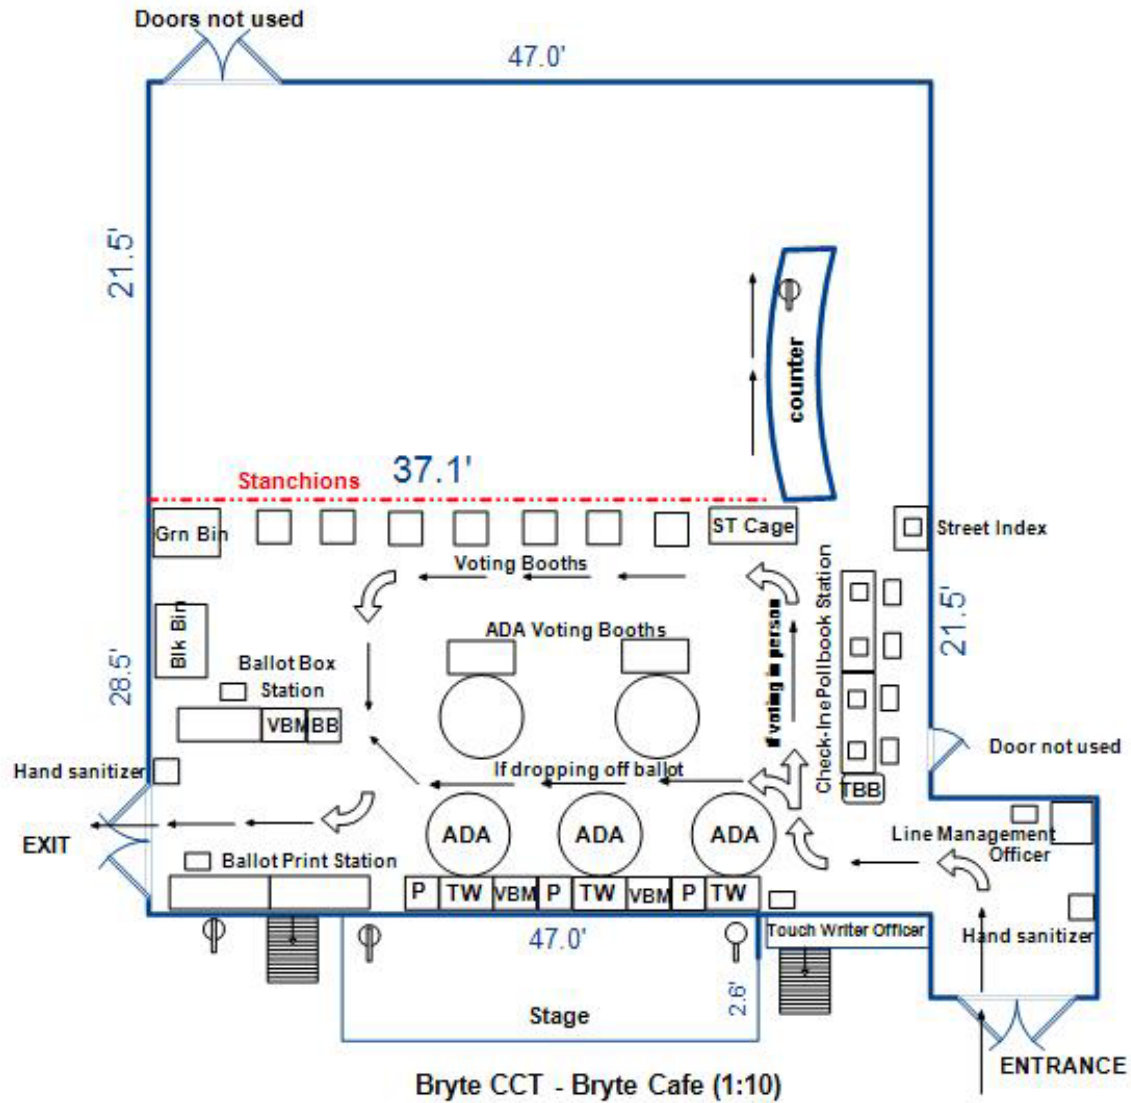 Doors not used
47.0'
21.5'
counter
37.1'
Stanchions
Grn Bin
ST Cage
Street Index
Voting Booths
Check-In ePollbook Station
If voting in person
ADA Voting Booths
Blk Bin
21.5'
28.5'
Ballot Box
Station
VBM BB
Door not used
Hand sanitizer
If dropping off ballot
TBB
EXIT
ADA ADA ADA
Line Management
Officer
Ballot Print Station
P TW VBM P TW VBM P TW
47.0'
Touch Writer Officer
Hand sanitizer
2.6'
Stage
ENTRANCE
Bryte CCT - Bryte Cafe (1:10)